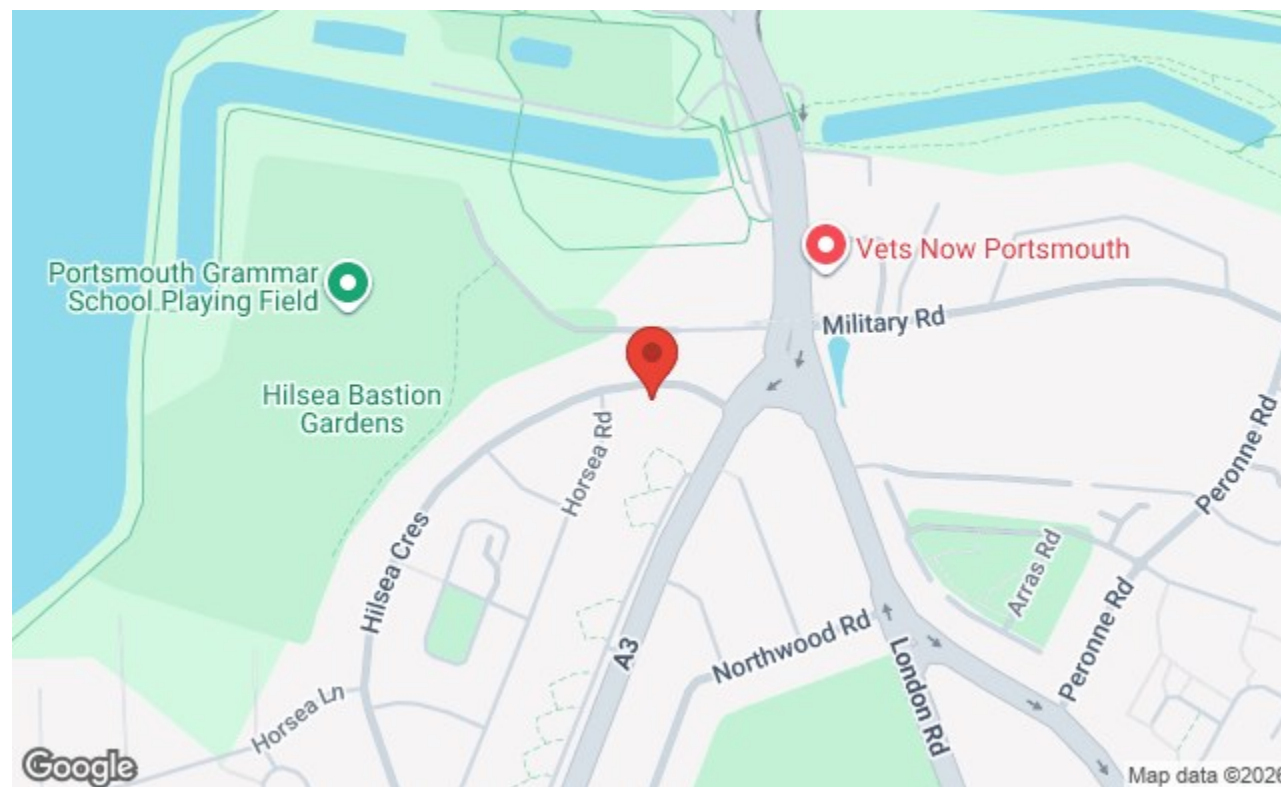 Portsmouth Grammar
School Playing Field
Vets Now Portsmouth
Military Rd
Hilsea Bastion
Gardens
Horsea Rd
Peronne Rd
Hilsea Cres
Arras Rd
A3
Northwood Rd
Peronne Rd
London Rd
Horsea Ln
Google
Map data ©2026